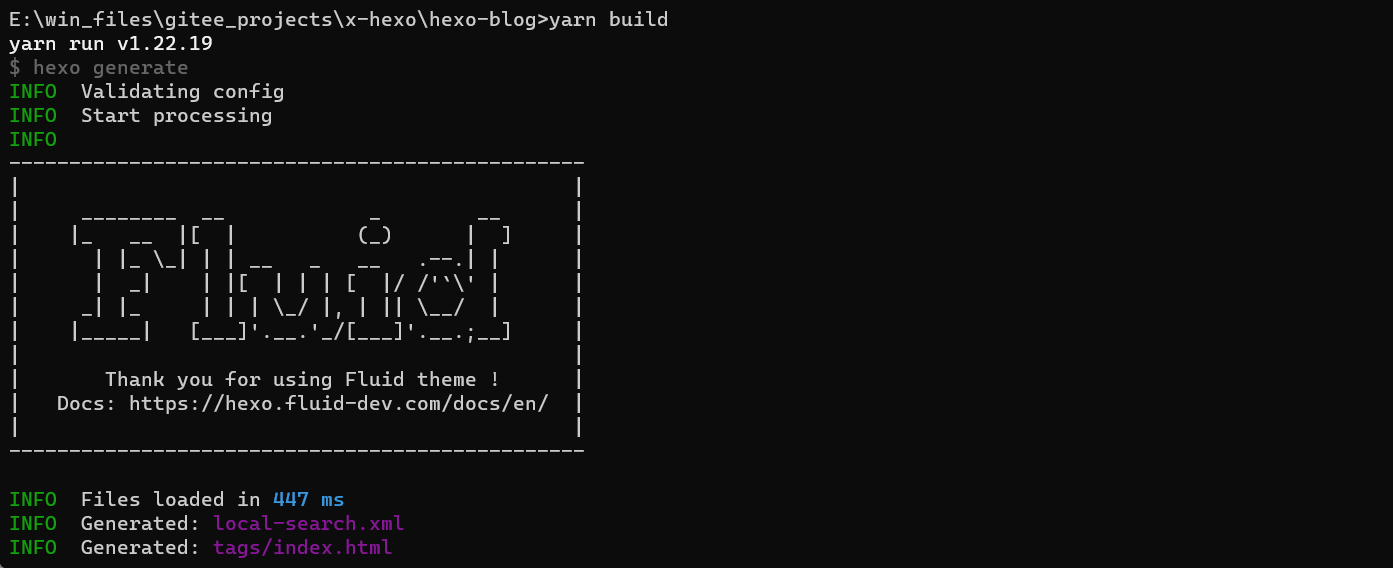 E:\win_files\gitee_projects\x-hexo\hexo-blog>yarn build
yarn run v1.22.19
$ hexo generate
INFO  Validating config
INFO  Start processing
INFO
------------------------------------------------
|                                              |
|     ________  __            _        __      |
|    |_   __  |[  |          (_)      |  ]     |
|      | |_ \_| | | __   _   __   .--.| |      |
|      |  _|    | |[  | | | [  |/ /'`\' |      |
|     _| |_     | | | \_/ |, | || \__/  |      |
|    |_____|   [___]'.__.'_/[___]'.__.;__]     |
|                                              |
|       Thank you for using Fluid theme !      |
|   Docs: https://hexo.fluid-dev.com/docs/en/  |
|                                              |
------------------------------------------------
INFO  Files loaded in 447 ms
INFO  Generated: local-search.xml
INFO  Generated: tags/index.html